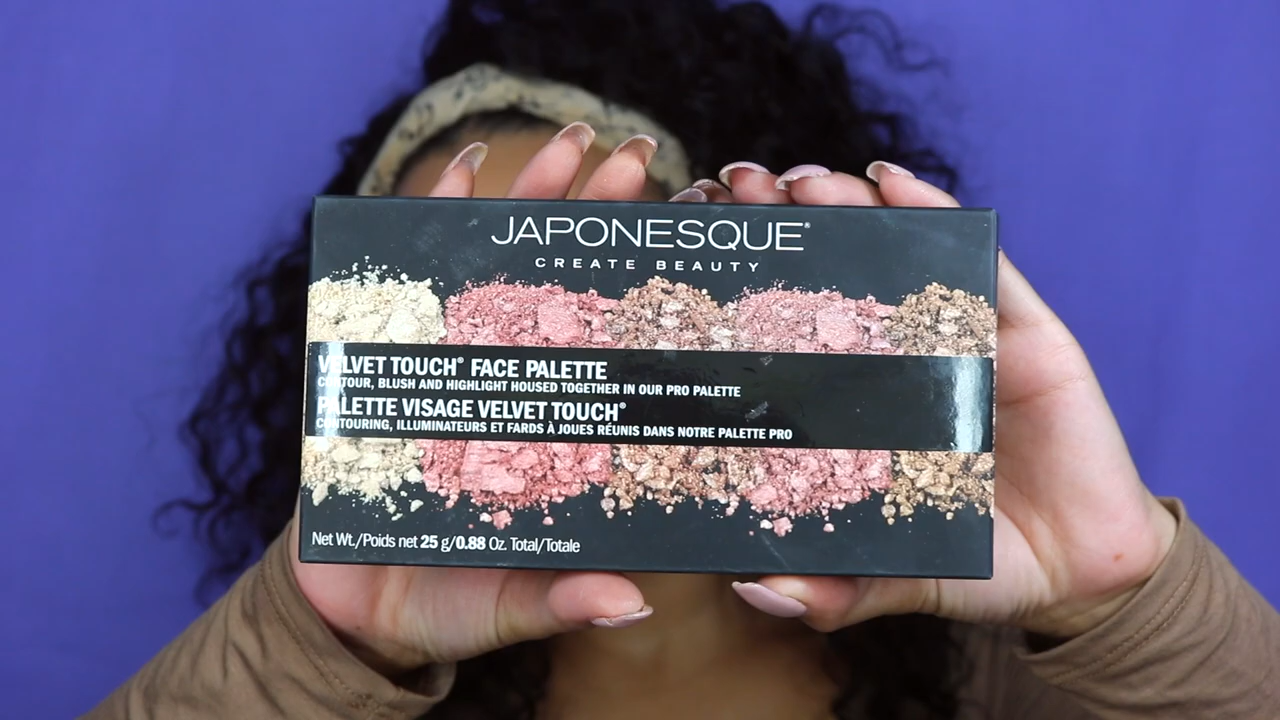 JAPONESQUE®
CREATE BEAUTY
VELVET TOUCH® FACE PALETTE
CONTOUR, BLUSH AND HIGHLIGHT HOUSED TOGETHER IN OUR PRO PALETTE
PALETTE VISAGE VELVET TOUCH®
CONTOURING, ILLUMINATEURS ET FARDS À JOUES RÉUNIS DANS NOTRE PALETTE PRO
Net Wt./Poids net 25 g/0.88 Oz. Total/Totale